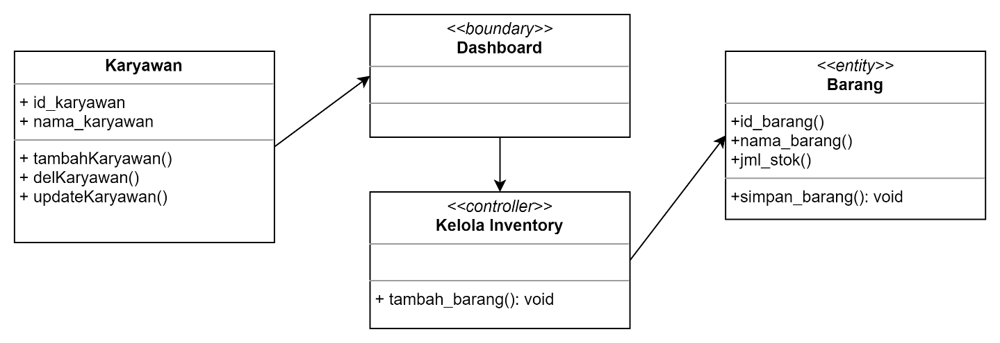 Karyawan
+ id_karyawan
+ nama_karyawan
+ tambahKaryawan()
+ delKaryawan()
+ updateKaryawan()
<<boundary>>
Dashboard
<<controller>>
Kelola Inventory
+ tambah_barang(): void
<<entity>>
Barang
+id_barang()
+nama_barang()
+jml_stok()
+simpan_barang(): void